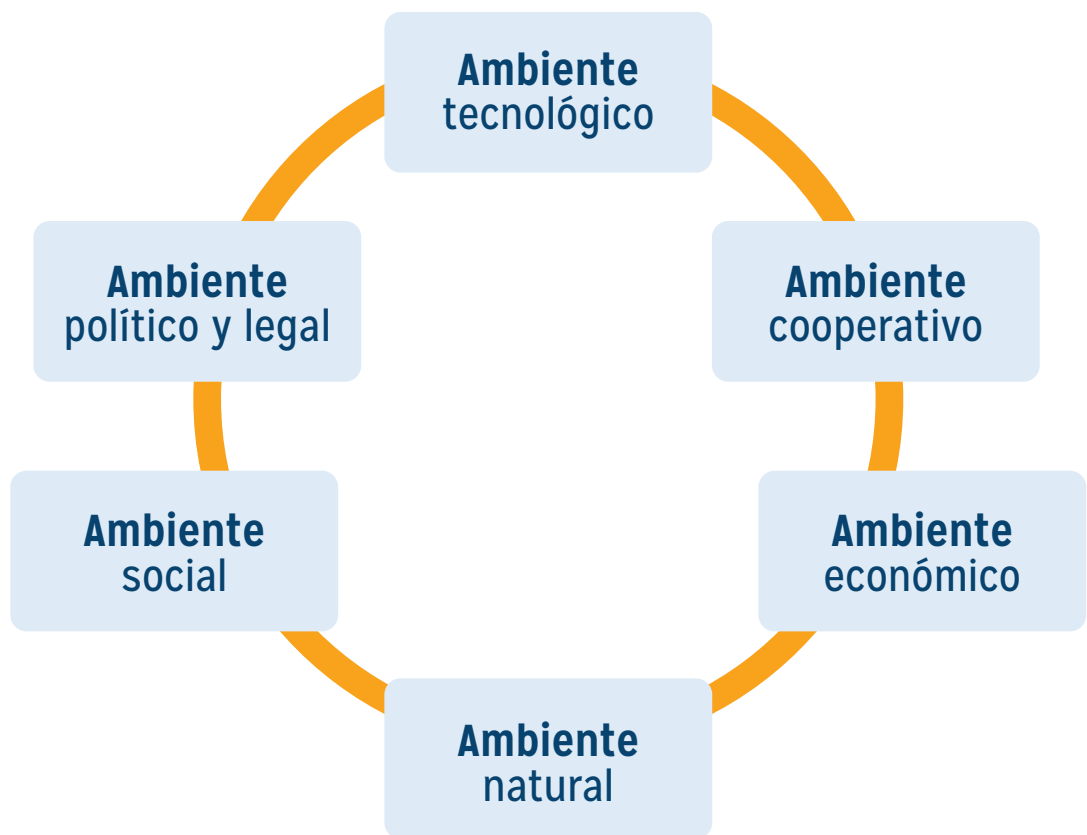 Ambiente
tecnológico
Ambiente
político y legal
Ambiente
cooperativo
Ambiente
social
Ambiente
económico
Ambiente
natural